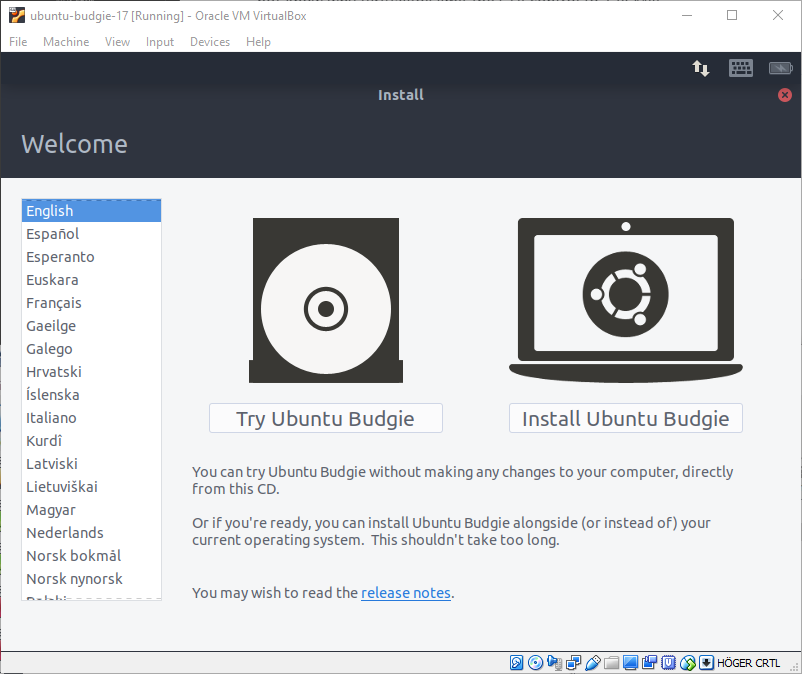 ubuntu-budgie-17 [Running] - Oracle VM VirtualBox
File Machine View Input Devices Help
Install
Welcome
English
Español
Esperanto
Euskara
Français
Gaeilge
Galego
Hrvatski
Íslenska
Italiano
Kurdî
Latviski
Lietuviškai
Magyar
Nederlands
Norsk bokmål
Norsk nynorsk
Polski
Try Ubuntu Budgie
Install Ubuntu Budgie
You can try Ubuntu Budgie without making any changes to your computer, directly
from this CD.
Or if you're ready, you can install Ubuntu Budgie alongside (or instead of) your
current operating system. This shouldn't take too long.
You may wish to read the release notes.
HÖGER CRTL